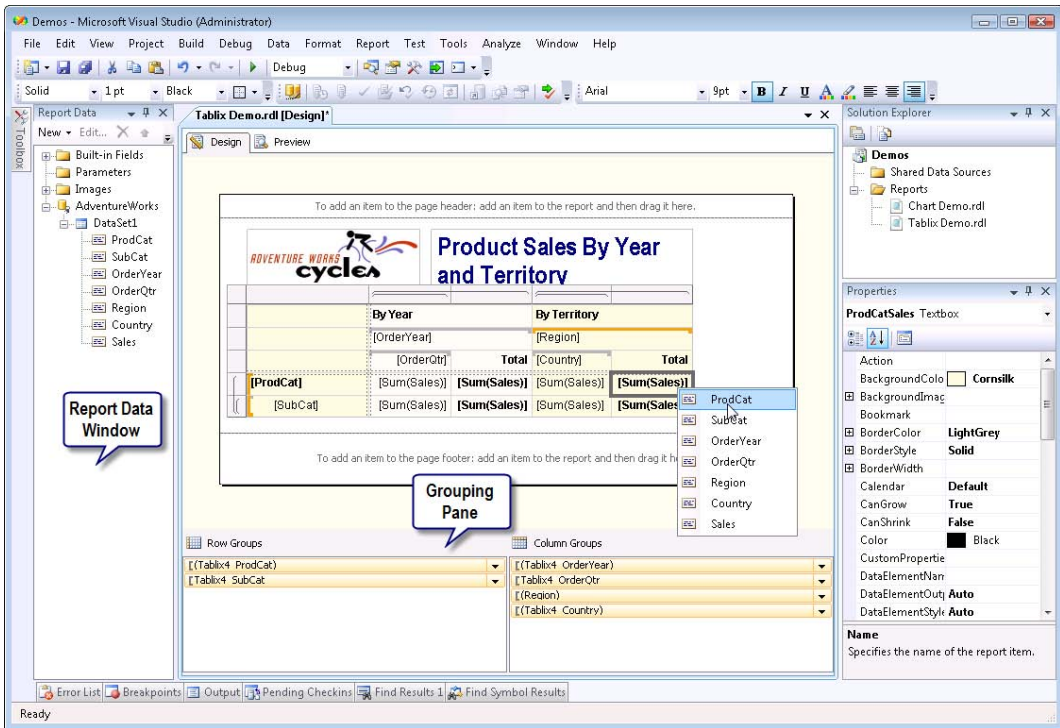 Demos - Microsoft Visual Studio (Administrator)
File Edit View Project Build Debug Data Format Report Test Tools Analyze Window Help
Debug
Solid 1 pt Black Arial 9pt B I U A
Toolbox
Report Data
New Edit...
Built-in Fields
Parameters
Images
AdventureWorks
DataSet1
ProdCat
SubCat
OrderYear
OrderQtr
Region
Country
Sales
Report Data
Window
Tablix Demo.rdl [Design]*
Design Preview
To add an item to the page header: add an item to the report and then drag it here.
ADVENTURE WORKS
cycles
Product Sales By Year
and Territory
By Year By Territory
[OrderYear] [Region]
[OrderQtr] Total [Country] Total
[ProdCat] [Sum(Sales)] [Sum(Sales)] [Sum(Sales)] [Sum(Sales)]
[SubCat] [Sum(Sales)] [Sum(Sales)] [Sum(Sales)] [Sum(Sales
To add an item to the page footer: add an item to the report and then drag it h
ProdCat
SubCat
OrderYear
OrderQtr
Region
Country
Sales
Grouping
Pane
Row Groups
[(Tablix4 ProdCat)
[Tablix4 SubCat
Column Groups
[(Tablix4 OrderYear)
[Tablix4 OrderQtr
[(Region)
[(Tablix4 Country)
Solution Explorer
Demos
Shared Data Sources
Reports
Chart Demo.rdl
Tablix Demo.rdl
Properties
ProdCatSales Textbox
Action
BackgroundColo Cornsilk
BackgroundImag
Bookmark
BorderColor LightGrey
BorderStyle Solid
BorderWidth
Calendar Default
CanGrow True
CanShrink False
Color Black
CustomPropertie
DataElementNam
DataElementOutp Auto
DataElementStyle Auto
Name
Specifies the name of the report item.
Error List Breakpoints Output Pending Checkins Find Results 1 Find Symbol Results
Ready